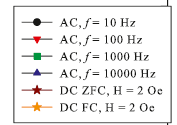 AC, f = 10 Hz
AC, f = 100 Hz
AC, f = 1000 Hz
AC, f = 10000 Hz
DC ZFC, H = 2 Oe
DC FC, H = 2 Oe